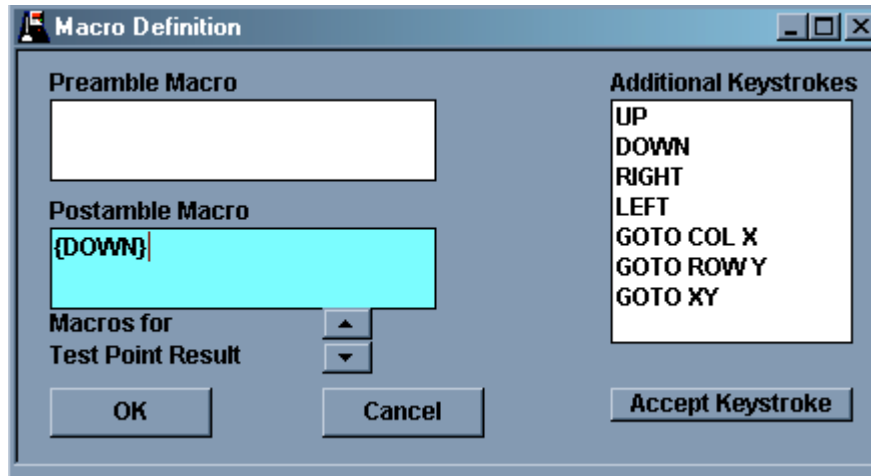 Macro Definition
Preamble Macro
Postamble Macro
{DOWN}
Macros for
Test Point Result
OK
Cancel
Additional Keystrokes
UP
DOWN
RIGHT
LEFT
GOTO COL X
GOTO ROW Y
GOTO XY
Accept Keystroke